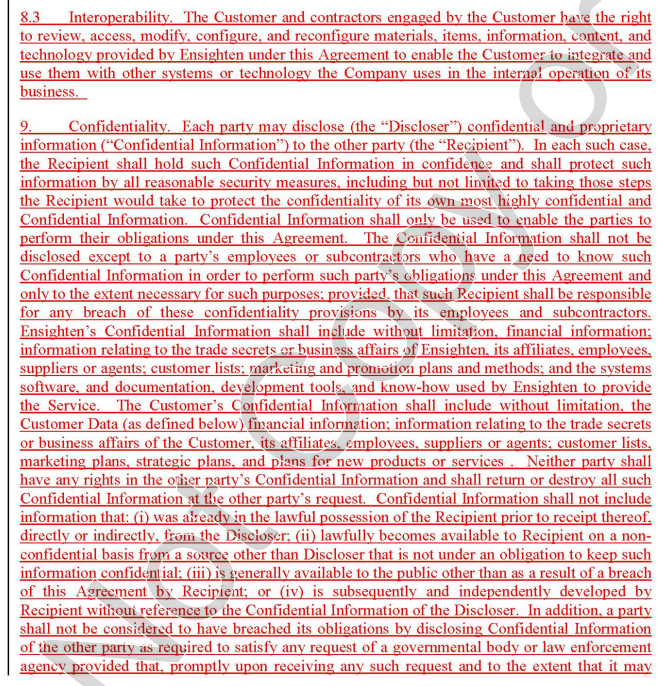 8.3 Interoperability. The Customer and contractors engaged by the Customer have the right
to review, access, modify, configure, and reconfigure materials, items, information, content, and
technology provided by Ensighten under this Agreement to enable the Customer to integrate and
use them with other systems or technology the Company uses in the internal operation of its
business.
9. Confidentiality. Each party may disclose (the “Discloser”) confidential and proprietary
information (“Confidential Information”) to the other party (the “Recipient”). In each such case,
the Recipient shall hold such Confidential Information in confidence and shall protect such
information by all reasonable security measures, including but not limited to taking those steps
the Recipient would take to protect the confidentiality of its own most highly confidential and
Confidential Information. Confidential Information shall only be used to enable the parties to
perform their obligations under this Agreement. The Confidential Information shall not be
disclosed except to a party’s employees or subcontractors who have a need to know such
Confidential Information in order to perform such party’s obligations under this Agreement and
only to the extent necessary for such purposes; provided, that such Recipient shall be responsible
for any breach of these confidentiality provisions by its employees and subcontractors.
Ensighten’s Confidential Information shall include without limitation, financial information;
information relating to the trade secrets or business affairs of Ensighten, its affiliates, employees,
suppliers or agents; customer lists; marketing and promotion plans and methods; and the systems
software, and documentation, development tools, and know-how used by Ensighten to provide
the Service. The Customer’s Confidential Information shall include without limitation, the
Customer Data (as defined below) financial information; information relating to the trade secrets
or business affairs of the Customer, its affiliates, employees, suppliers or agents; customer lists,
marketing plans, strategic plans, and plans for new products or services . Neither party shall
have any rights in the other party’s Confidential Information and shall return or destroy all such
Confidential Information at the other party’s request. Confidential Information shall not include
information that: (i) was already in the lawful possession of the Recipient prior to receipt thereof,
directly or indirectly, from the Discloser; (ii) lawfully becomes available to Recipient on a non-
confidential basis from a source other than Discloser that is not under an obligation to keep such
information confidential; (iii) is generally available to the public other than as a result of a breach
of this Agreement by Recipient; or (iv) is subsequently and independently developed by
Recipient without reference to the Confidential Information of the Discloser. In addition, a party
shall not be considered to have breached its obligations by disclosing Confidential Information
of the other party as required to satisfy any request of a governmental body or law enforcement
agency provided that, promptly upon receiving any such request and to the extent that it may
Not Copy or